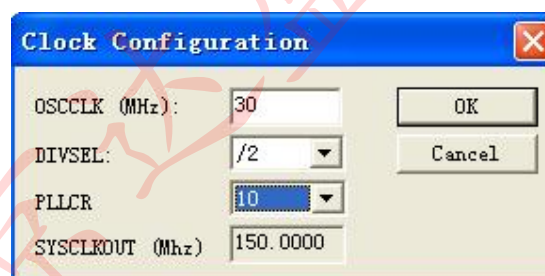 Clock Configuration
OSCCLK (MHz): 30 OK
DIVSEL: /2 Cancel
PLLCR 10
SYSCLKOUT (Mhz) 150.0000